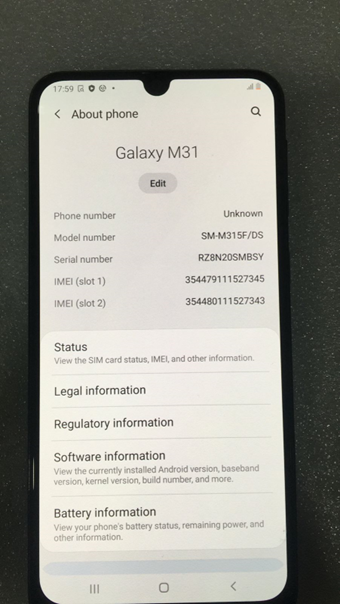 17:59
About phone
Galaxy M31
Edit
Phone number Unknown
Model number SM-M315F/DS
Serial number RZ8N20SMBSY
IMEI (slot 1) 354479111527345
IMEI (slot 2) 354480111527343
Status
View the SIM card status, IMEI, and other information.
Legal information
Regulatory information
Software information
View the currently installed Android version, baseband
version, kernel version, build number, and more.
Battery information
View your phone's battery status, remaining power, and
other information.